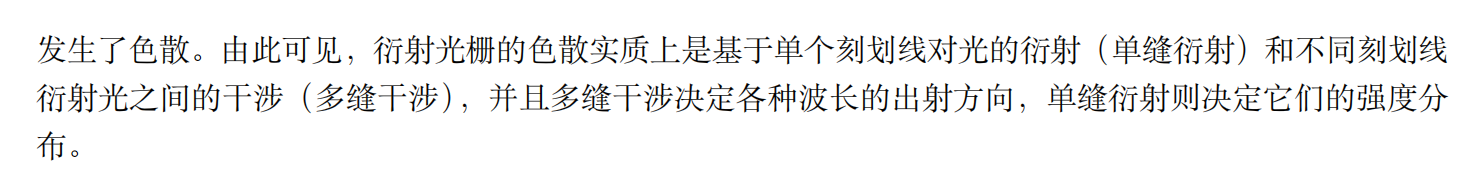 发生了色散。由此可见，衍射光栅的色散实质上是基于单个刻划线对光的衍射（单缝衍射）和不同刻划线
衍射光之间的干涉（多缝干涉），并且多缝干涉决定各种波长的出射方向，单缝衍射则决定它们的强度分
布。